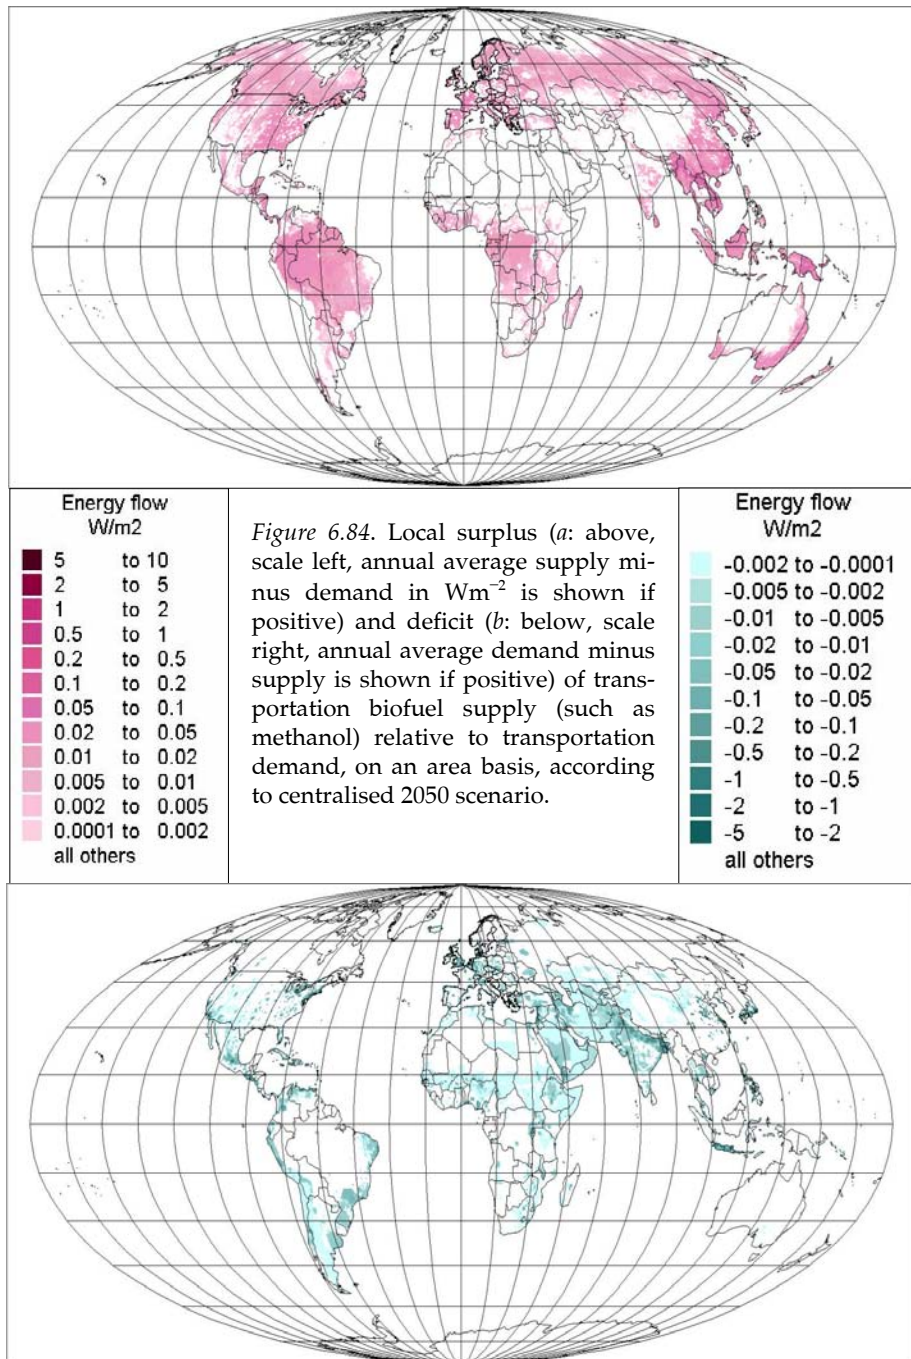 Energy flow
W/m2
5 to 10
2 to 5
1 to 2
0.5 to 1
0.2 to 0.5
0.1 to 0.2
0.05 to 0.1
0.02 to 0.05
0.01 to 0.02
0.005 to 0.01
0.002 to 0.005
0.0001 to 0.002
all others
Figure 6.84. Local surplus (a: above,
scale left, annual average supply mi-
nus demand in Wm⁻² is shown if
positive) and deficit (b: below, scale
right, annual average demand minus
supply is shown if positive) of trans-
portation biofuel supply (such as
methanol) relative to transportation
demand, on an area basis, according
to centralised 2050 scenario.
Energy flow
W/m2
-0.002 to -0.0001
-0.005 to -0.002
-0.01 to -0.005
-0.02 to -0.01
-0.05 to -0.02
-0.1 to -0.05
-0.2 to -0.1
-0.5 to -0.2
-1 to -0.5
-2 to -1
-5 to -2
all others